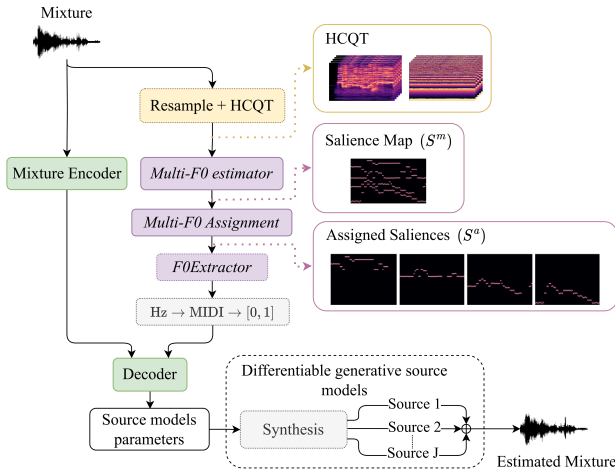 Mixture
HCQT
Resample + HCQT
Salience Map (S^m)
Mixture Encoder
Multi-F0 estimator
Multi-F0 Assignment
Assigned Saliences (S^a)
F0Extractor
Hz → MIDI → [0, 1]
Decoder
Differentiable generative source
models
Source 1
Source models
parameters
Synthesis
Source 2
Source J
Estimated Mixture